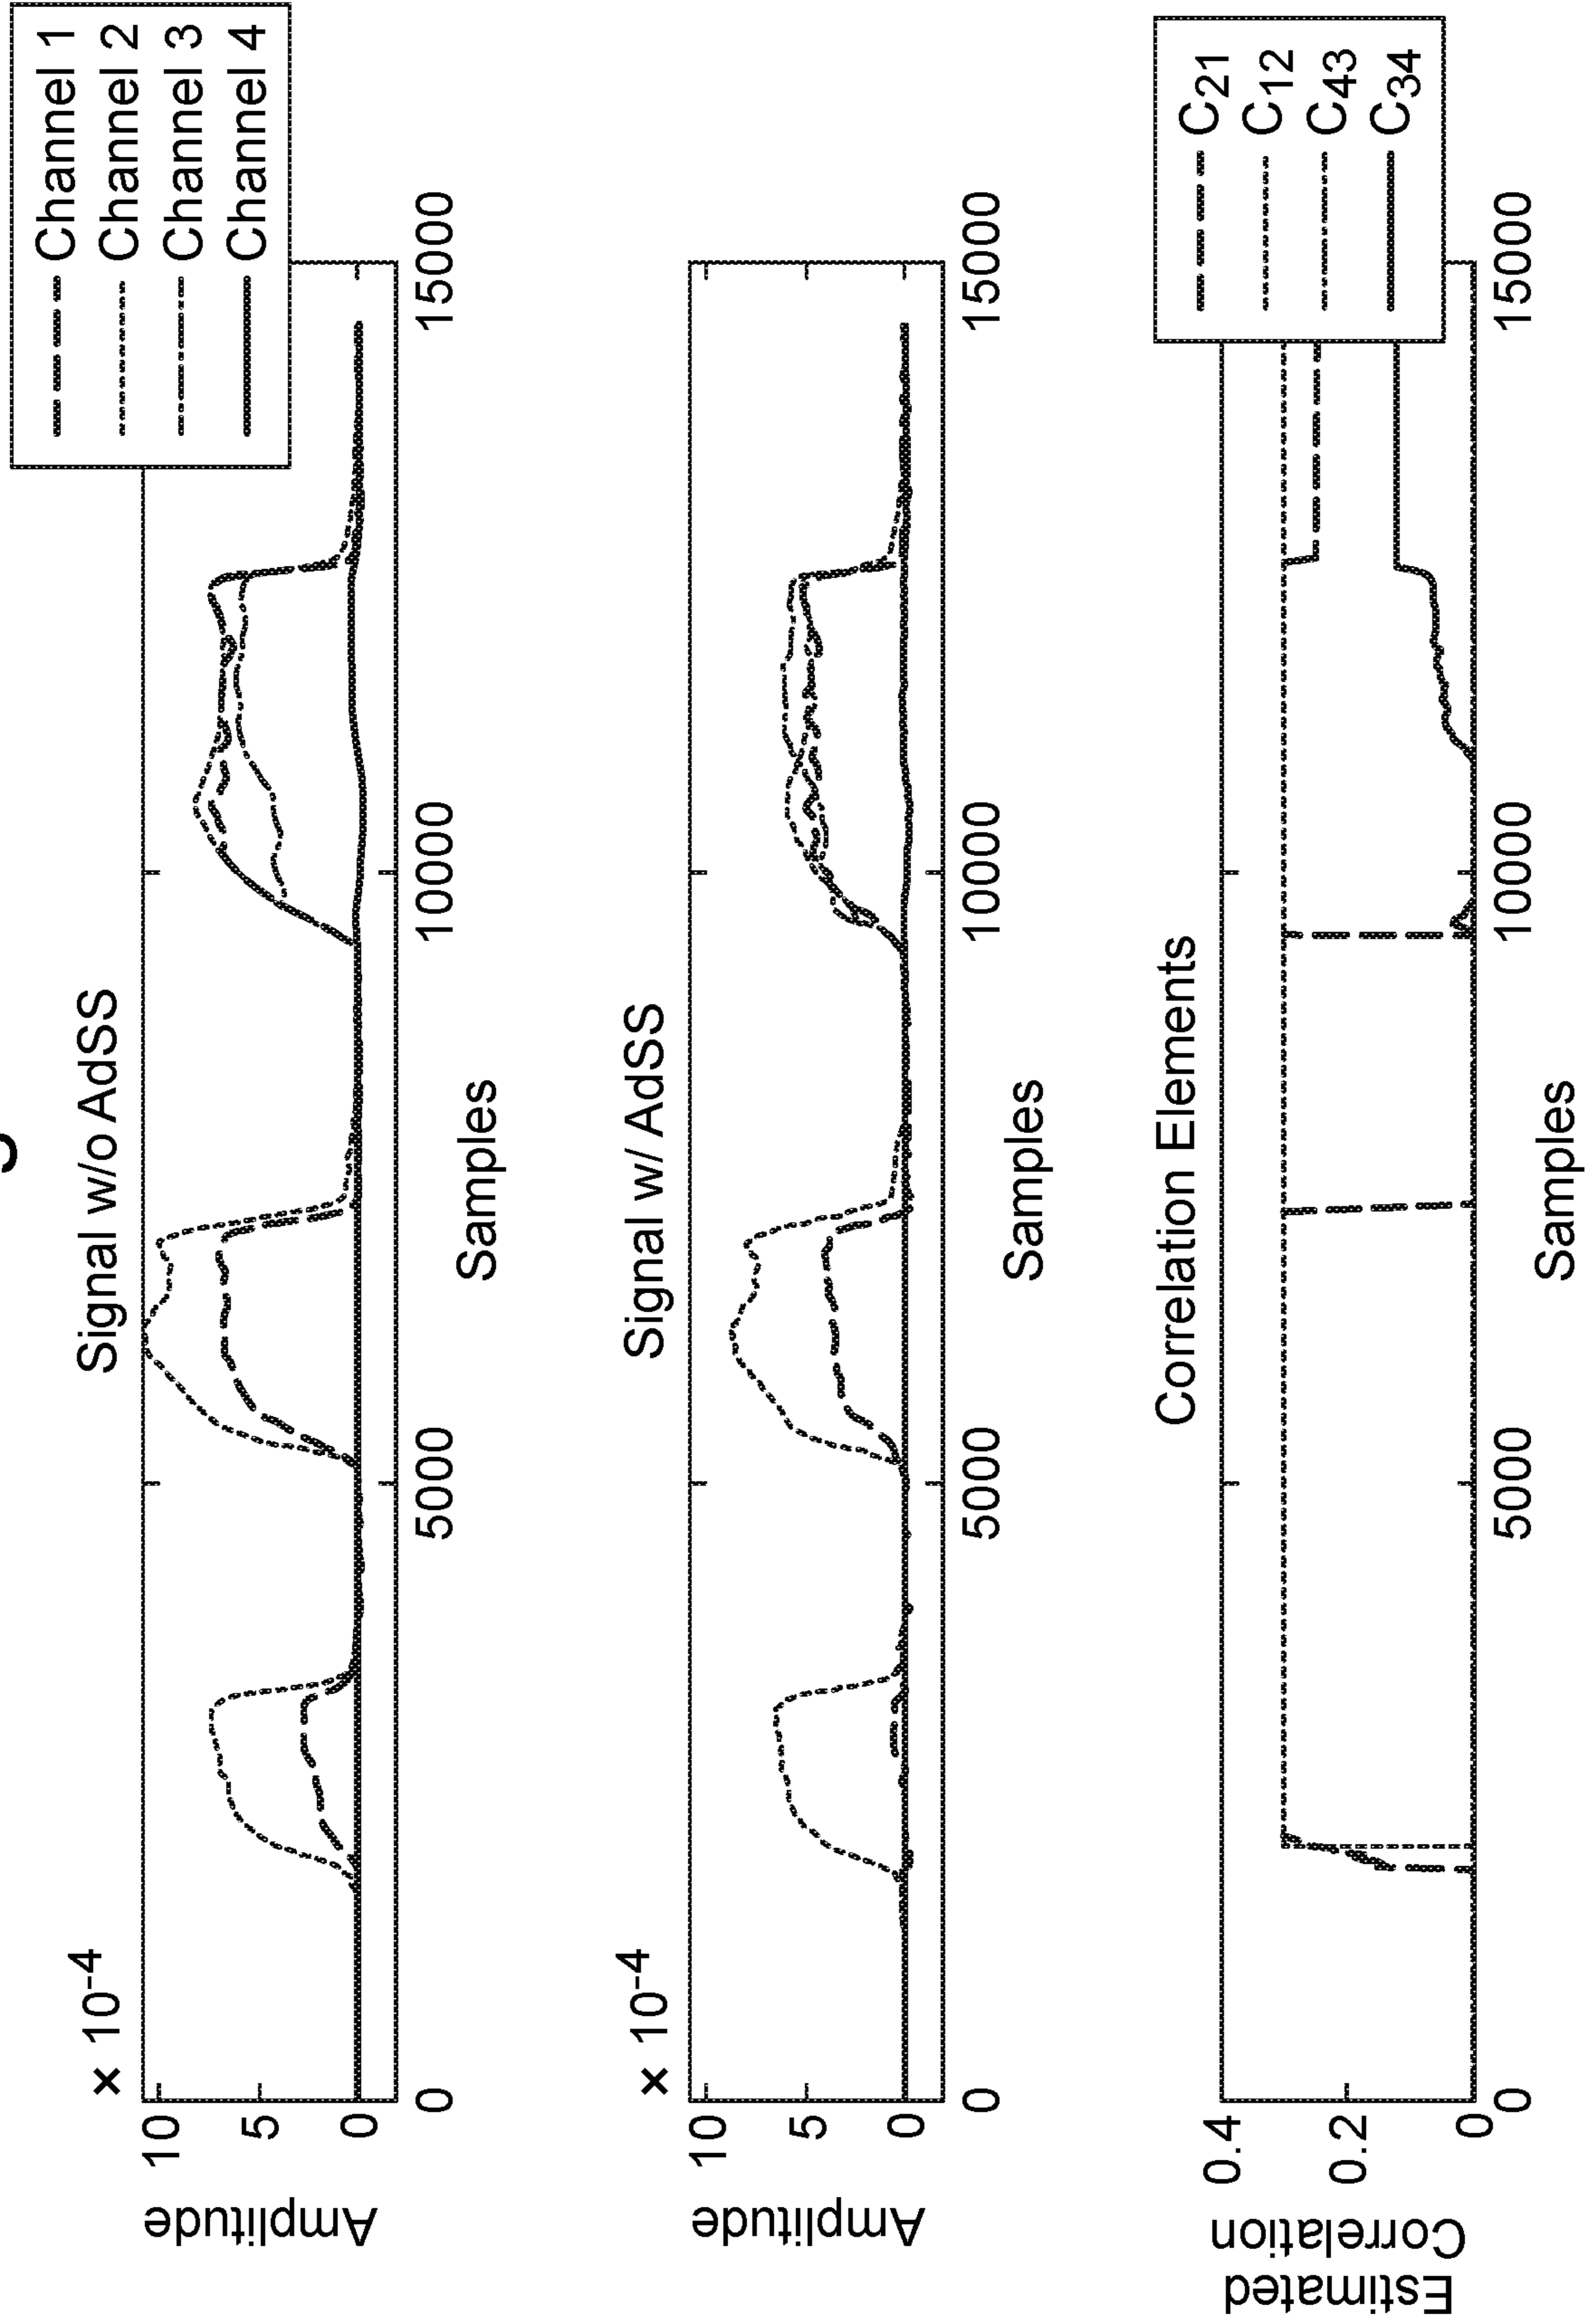 Signal w/o AdSS
× 10-4
Channel 1
Channel 2
Channel 3
Channel 4
10
5
0
Amplitude
0
5000
10000
15000
Samples
Signal w/ AdSS
× 10-4
10
5
0
Amplitude
0
5000
10000
15000
Samples
Correlation Elements
C21
C12
C43
C34
0.4
0.2
0
Estimated
Correlation
0
5000
10000
15000
Samples